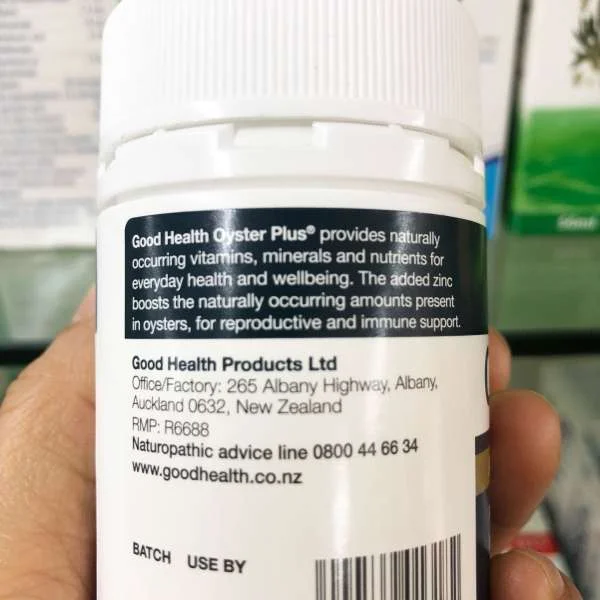 Good Health Oyster Plus® provides naturally
occurring vitamins, minerals and nutrients for
everyday health and wellbeing. The added zinc
boosts the naturally occurring amounts present
in oysters, for reproductive and immune support.
Good Health Products Ltd
Office/Factory: 265 Albany Highway, Albany,
Auckland 0632, New Zealand
RMP: R6688
Naturopathic advice line 0800 44 66 34
www.goodhealth.co.nz
BATCH USE BY